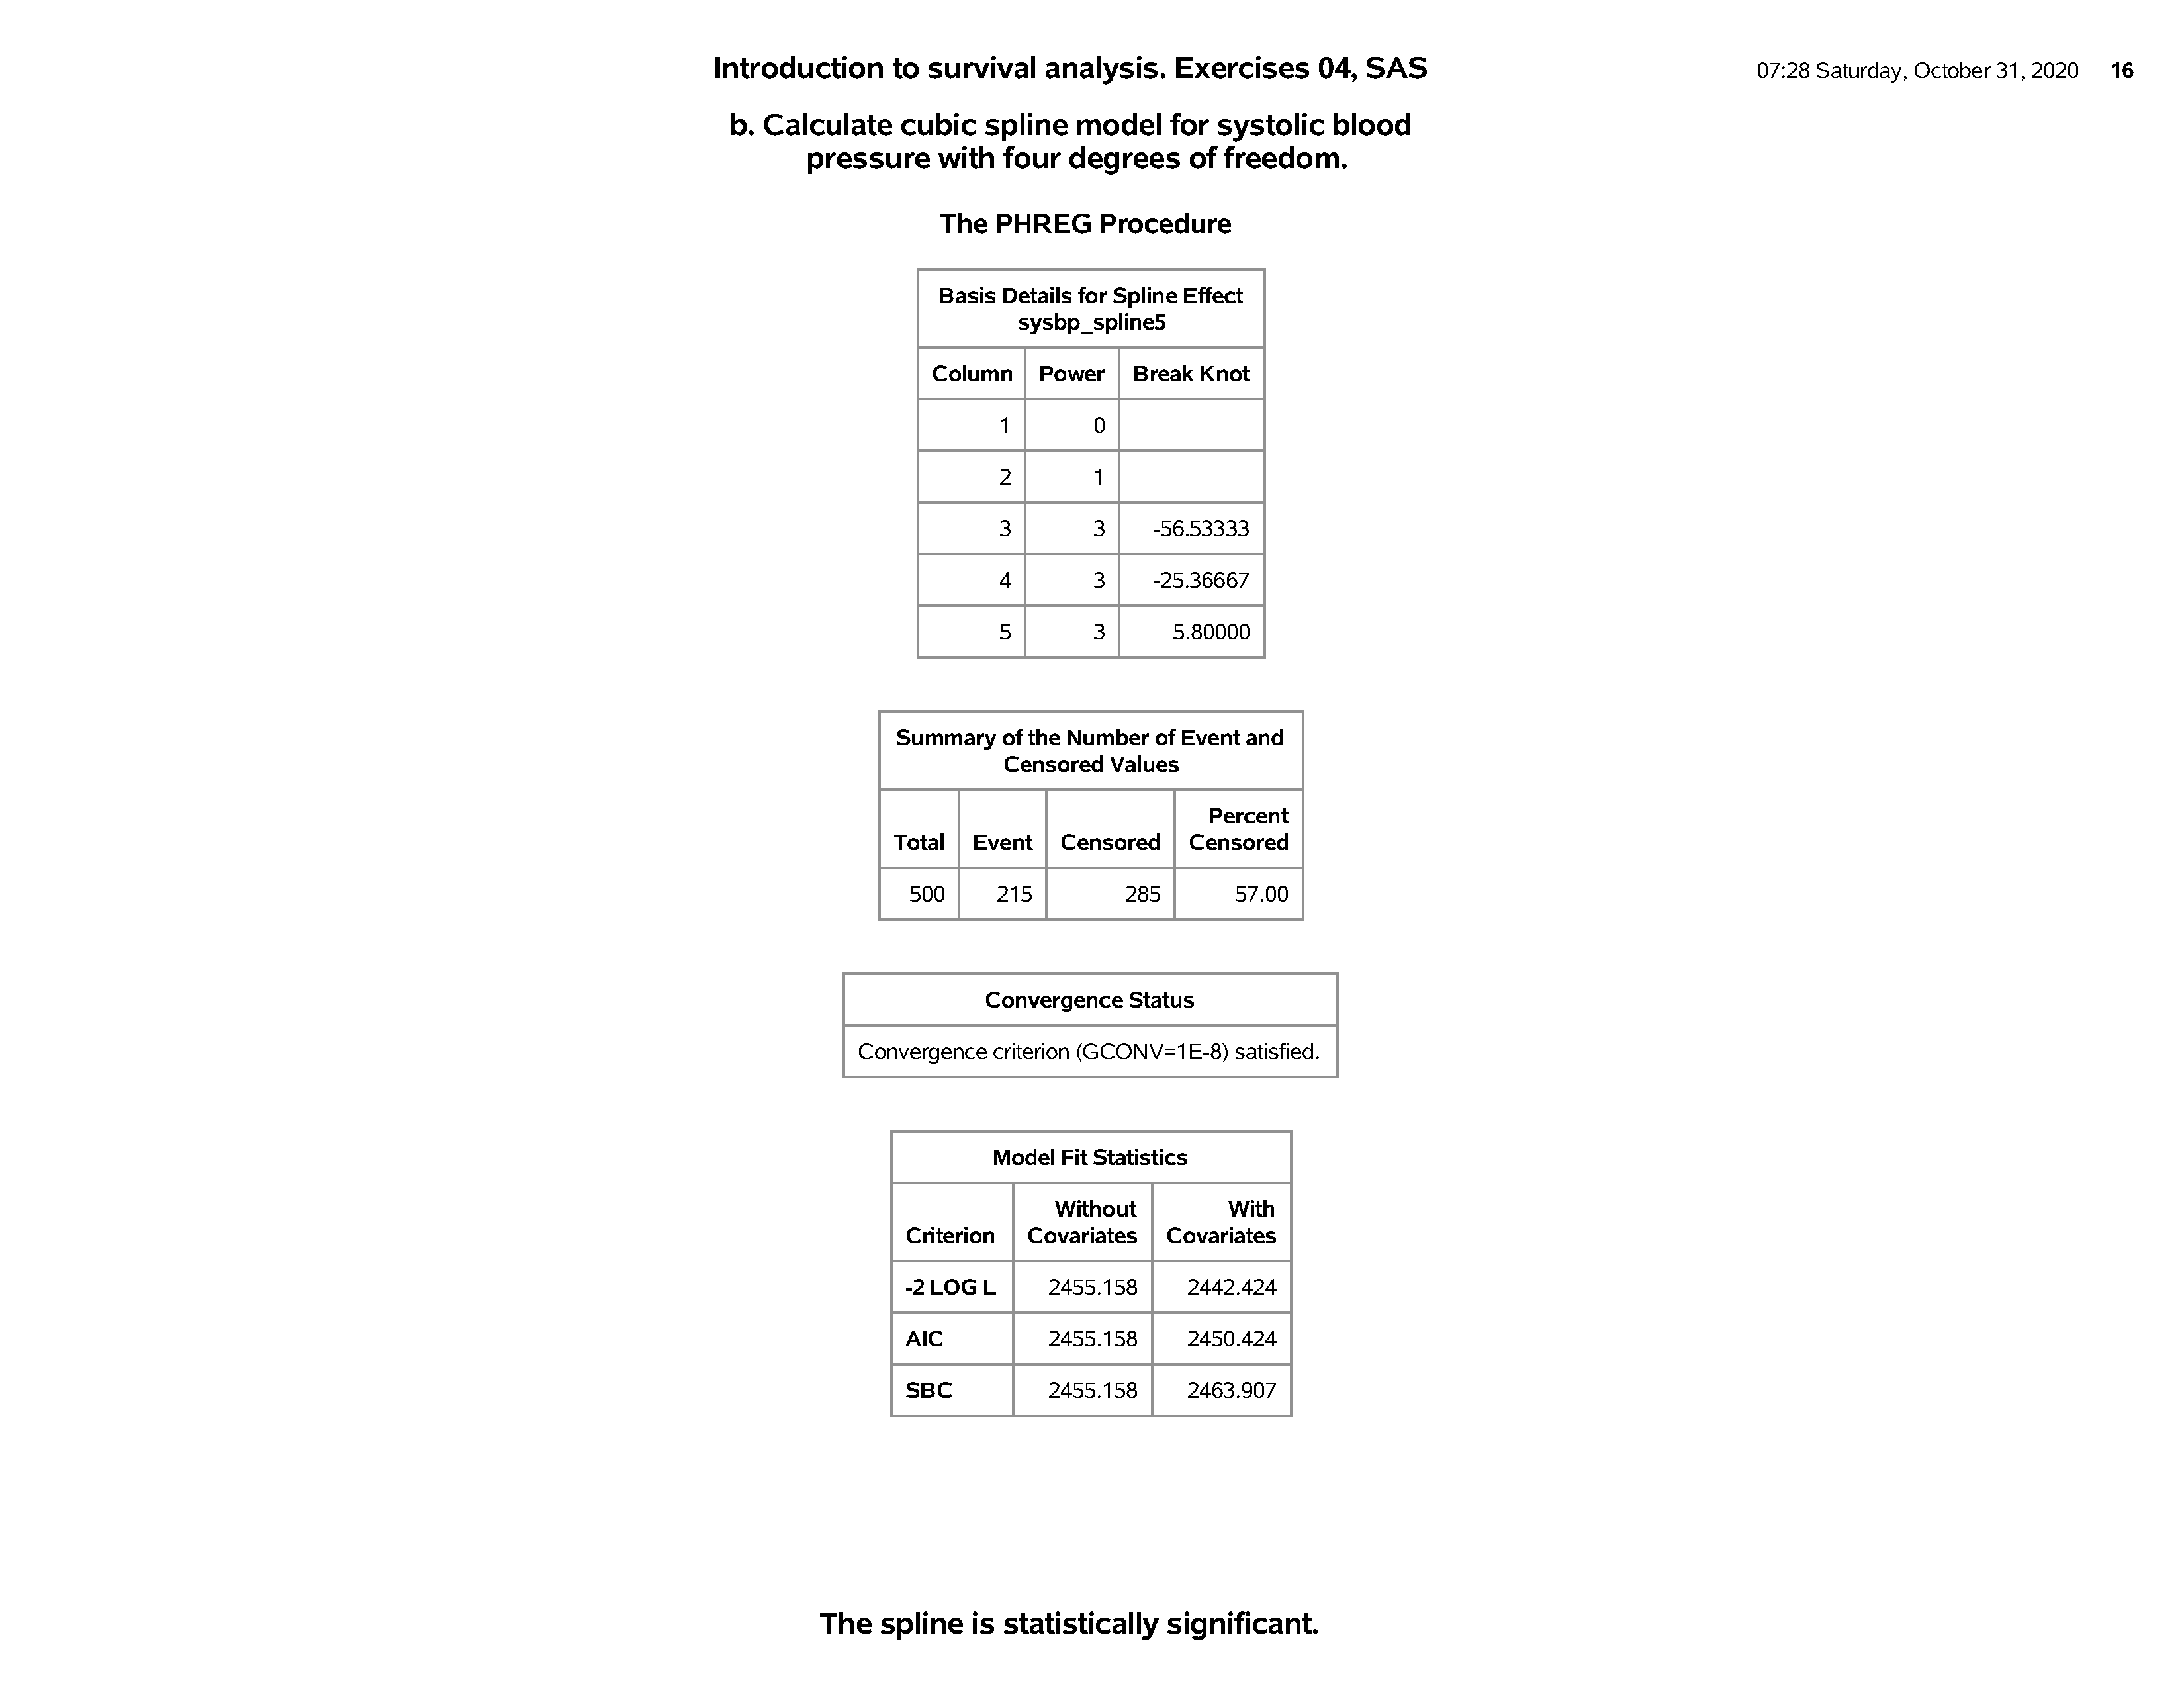 Introduction to survival analysis. Exercises 04, SAS 07:28 Saturday, October 31, 2020 16
b. Calculate cubic spline model for systolic blood
pressure with four degrees of freedom.
The PHREG Procedure
Basis Details for Spline Effect
sysbp_spline5
Column Power Break Knot
1 0
2 1
3 3 -56.53333
4 3 -25.36667
5 3 5.80000
Summary of the Number of Event and
Censored Values
Percent
Total Event Censored Censored
500 215 285 57.00
Convergence Status
Convergence criterion (GCONV=1E-8) satisfied.
Model Fit Statistics
Without With
Criterion Covariates Covariates
-2 LOG L 2455.158 2442.424
AIC 2455.158 2450.424
SBC 2455.158 2463.907
The spline is statistically significant.